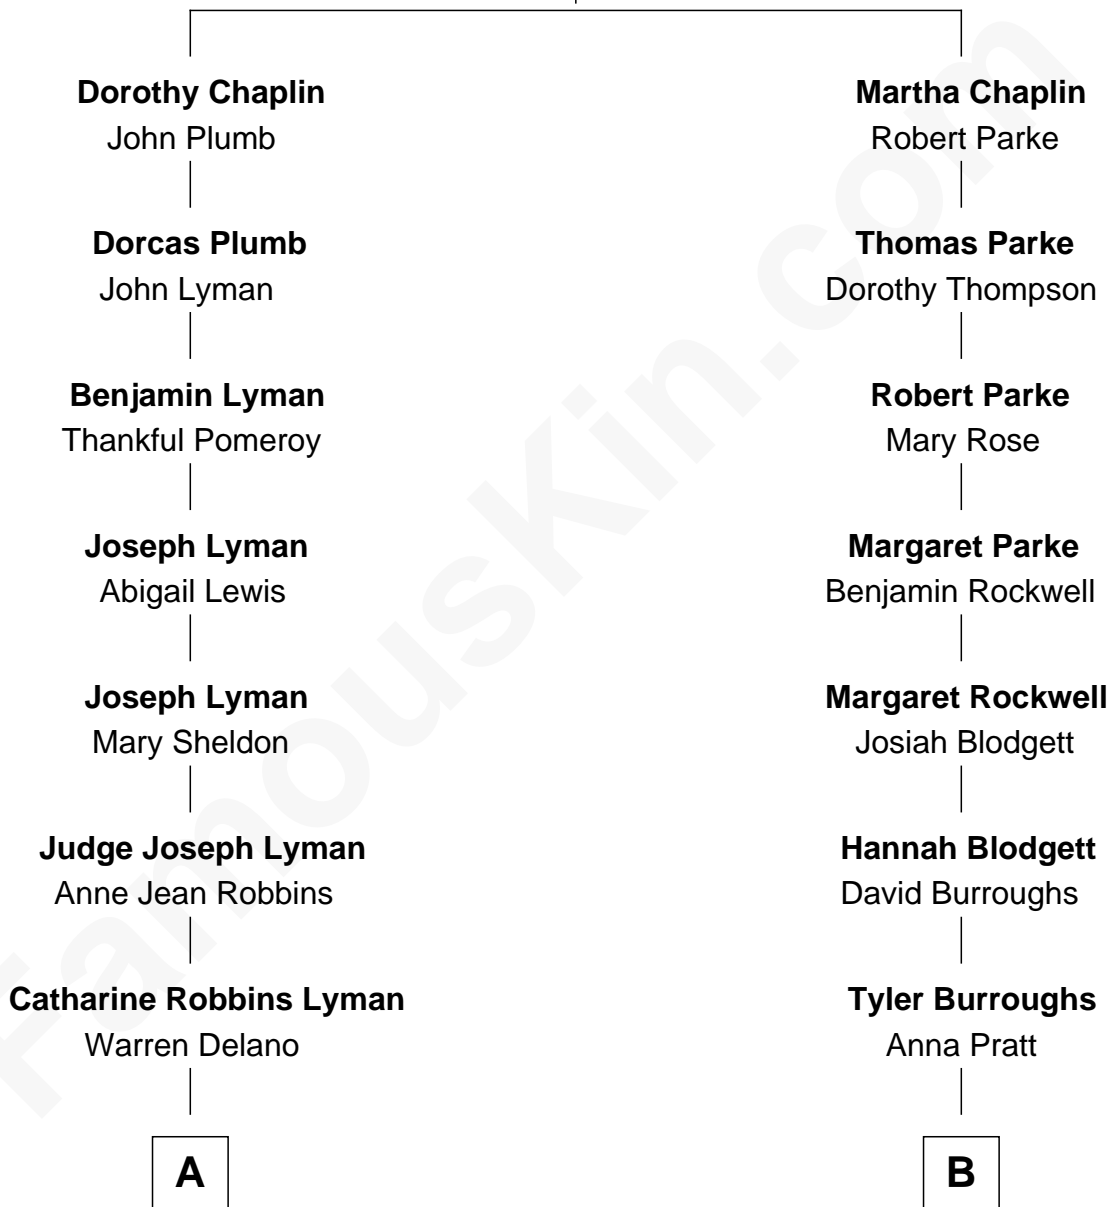 Dorothy Chaplin
John Plumb
Martha Chaplin
Robert Parke
Dorcas Plumb
John Lyman
Thomas Parke
Dorothy Thompson
Benjamin Lyman
Thankful Pomeroy
Robert Parke
Mary Rose
Joseph Lyman
Abigail Lewis
Margaret Parke
Benjamin Rockwell
Joseph Lyman
Mary Sheldon
Margaret Rockwell
Josiah Blodgett
Judge Joseph Lyman
Anne Jean Robbins
Hannah Blodgett
David Burroughs
Catharine Robbins Lyman
Warren Delano
Tyler Burroughs
Anna Pratt
A
B
FamousKin.com